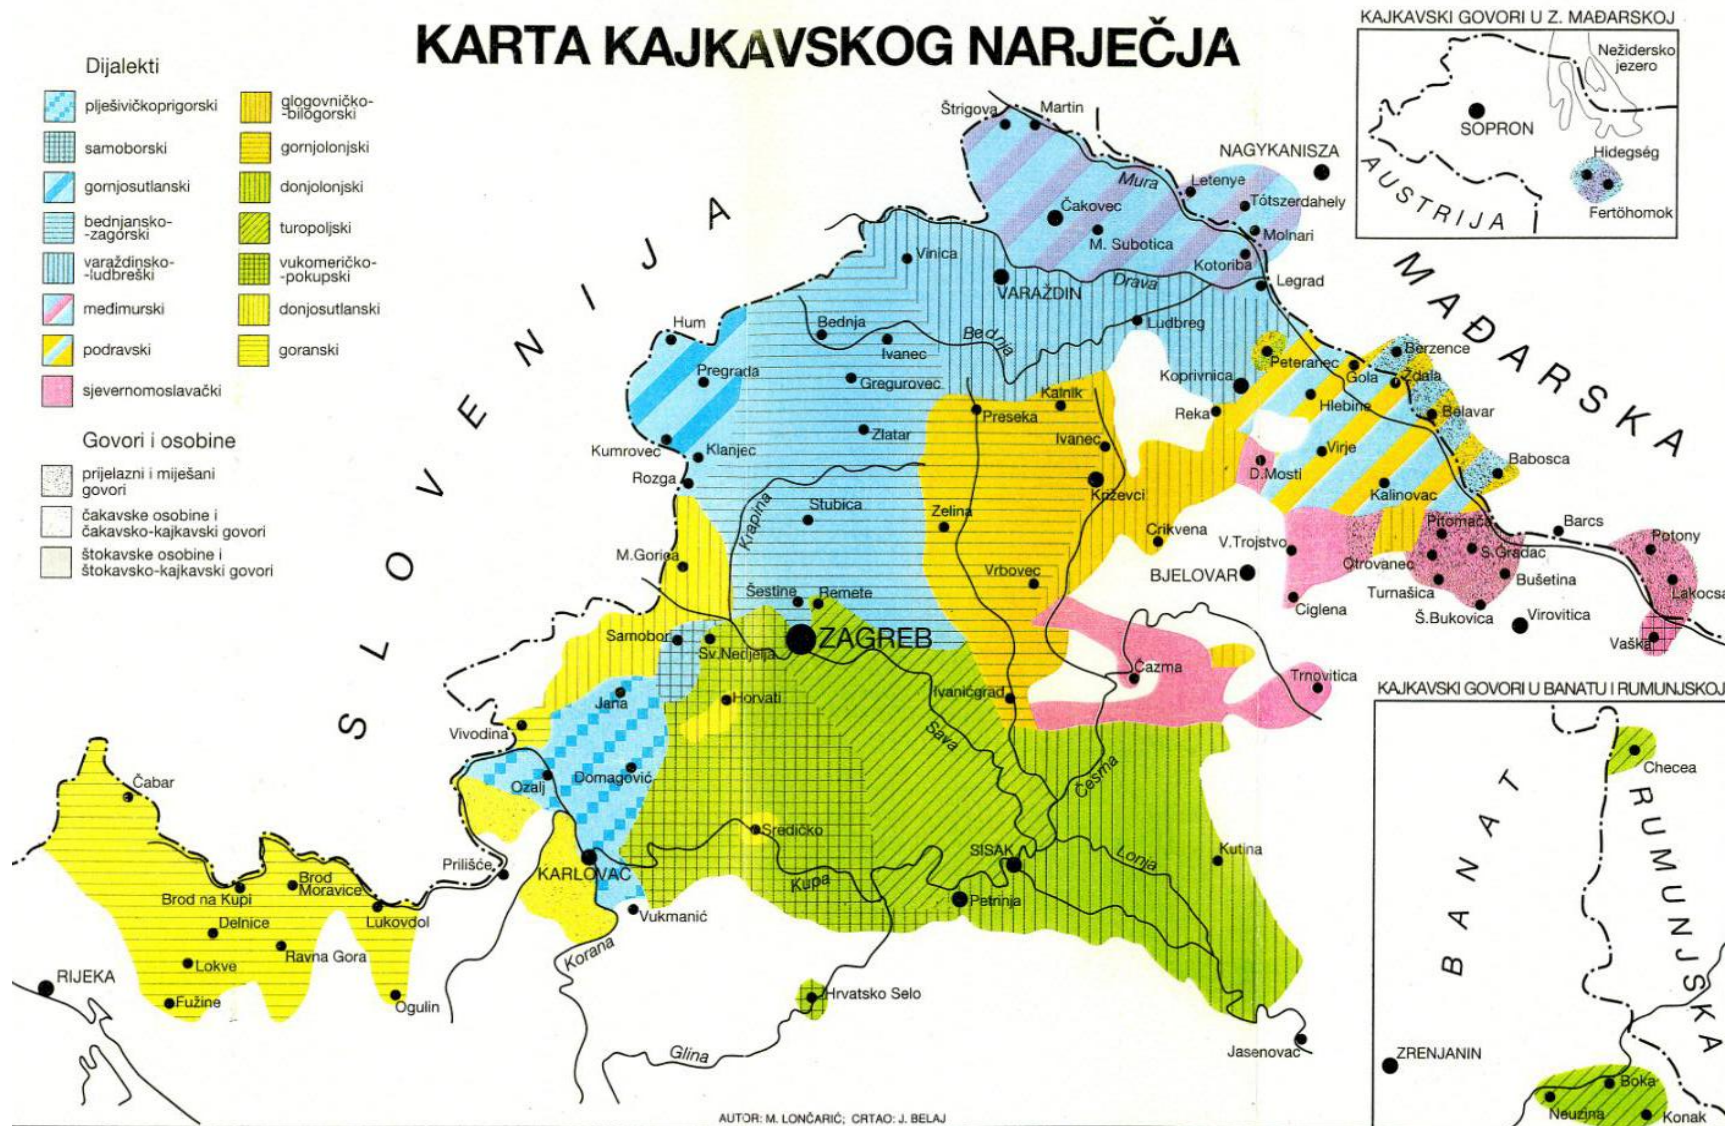 KARTA KAJKAVSKOG NARJEČJA
Dijalekti
plješivičkoprigorski
samoborski
gornjosutlanski
bednjansko-
-zagorski
varaždinsko-
-ludbreški
međimurski
podravski
sjevernomoslavački
glogovničko-
-bilogorski
gornjolonjski
donjolonjski
turopoljski
vukomeričko-
-pokupski
donjosutlanski
goranski
Govori i osobine
prijelazni i miješani
govori
čakavske osobine i
čakavsko-kajkavski govori
štokavske osobine i
štokavsko-kajkavski govori
KAJKAVSKI GOVORI U Z. MAĐARSKOJ
Nežidersko
jezero
SOPRON
Hidegség
Fertöhomok
AUSTRIJA
SLOVENIJA
MAĐARSKA
Štrigova
Martin
NAGYKANISZA
Mura
Letenye
Tótszerdahely
Čakovec
M. Subotica
Molnari
Kotoriba
Legrad
Vinica
VARAŽDIN
Drava
Hum
Bednja
Ivanec
Bednja
Ludbreg
Pregrada
Gregurovec
Koprivnica
Peteranec
Gola
Berzence
Ždala
Kalnik
Preseka
Reka
Hlebine
Belavar
Kumrovec
Klanjec
Zlatar
Ivanec
Virje
D.Mosti
Babosca
Rozga
Križevci
Kalinovac
Stubica
Krapina
Zelina
Crikvena
Pitomača
Barcs
Potony
M.Gorica
V.Trojstvo
Otrovanec
S.Gradac
Vrbovec
BJELOVAR
Turnašica
Bušetina
Lakocsa
Šestine
Remete
Ciglena
Š.Bukovica
Virovitica
Samobor
Sv.Nedjelja
ZAGREB
Vaška
Čazma
Trnovitica
Jana
Horvati
Ivanićgrad
Vivodina
Sava
Česma
Ozalj
Domagović
Čabar
Sredičko
Prilišće
KARLOVAC
Kupa
SISAK
Lonja
Kutina
Brod na Kupi
Brod
Moravice
Lukovdol
Vukmanić
Petrinja
Delnice
Ravna Gora
Korana
RIJEKA
Lokve
Fužine
Ogulin
Hrvatsko Selo
Glina
Jasenovac
KAJKAVSKI GOVORI U BANATU I RUMUNJSKOJ
Checea
BANAT
RUMUNJSKA
ZRENJANIN
Boka
Neuzina
Konak
AUTOR: M. LONČARIĆ; CRTAO: J. BELAJ